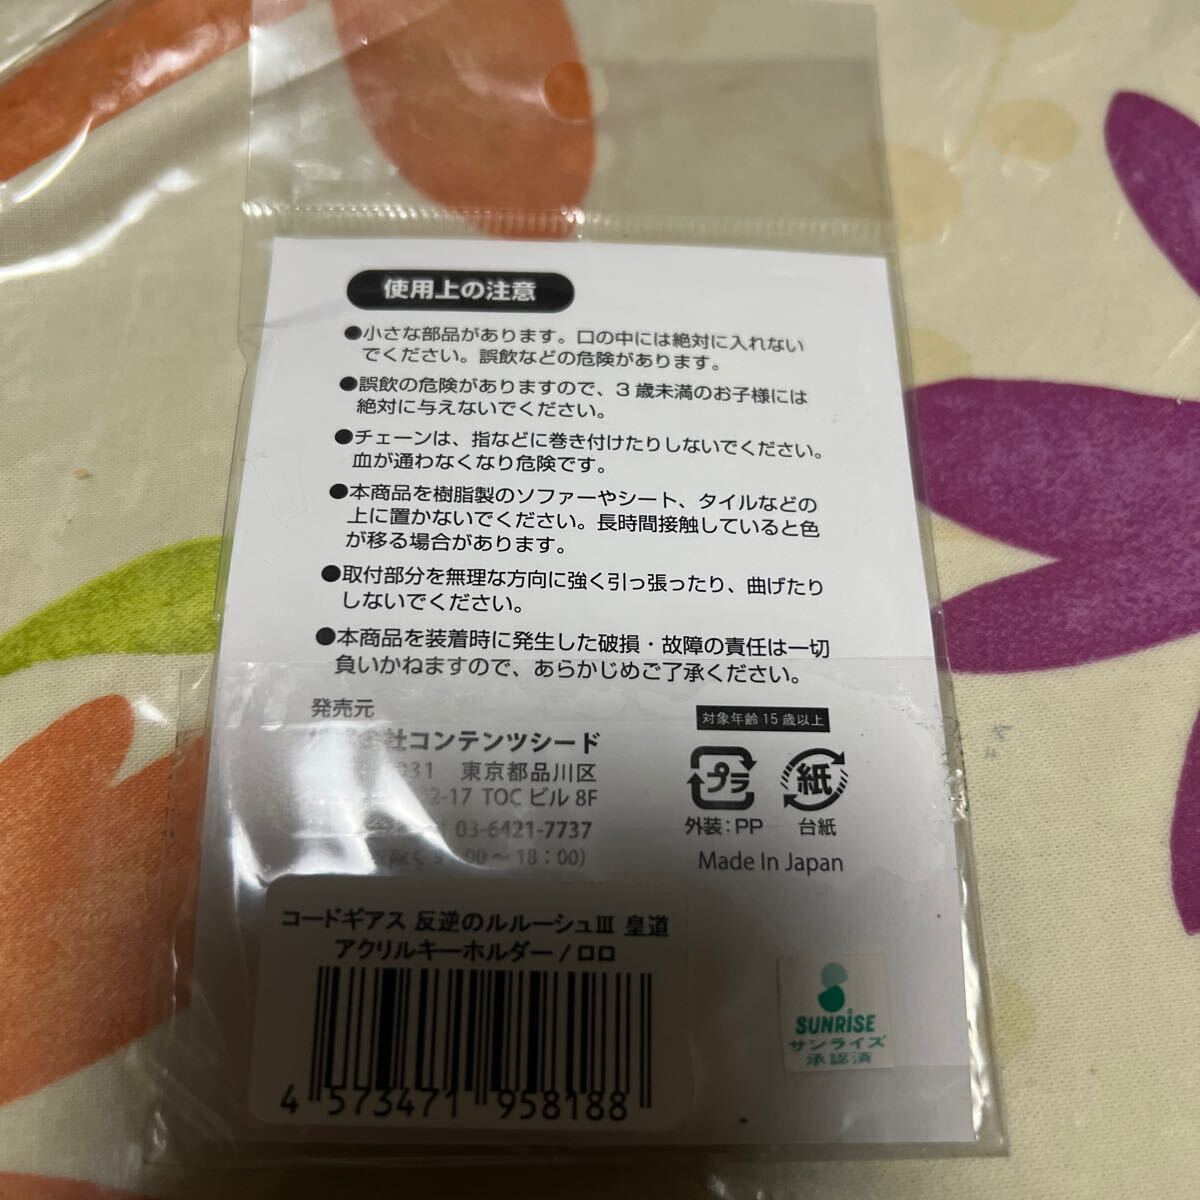 使用上の注意
●小さな部品があります。口の中には絶対に入れない
でください。誤飲などの危険があります。
●誤飲の危険がありますので、3歳未満のお子様には
絶対に与えないでください。
●チェーンは、指などに巻き付けたりしないでください。
血が通わなくなり危険です。
●本商品を樹脂製のソファーやシート、タイルなどの
上に置かないでください。長時間接触していると色
が移る場合があります。
●取付部分を無理な方向に強く引っ張ったり、曲げたり
しないでください。
●本商品を装着時に発生した破損・故障の責任は一切
負いかねますので、あらかじめご了承ください。
発売元
社コンテンツシード
31 東京都品川区
2-17 TOCビル8F
03-6421-7737
除く 9:00～18:00)
対象年齢15歳以上
プラ
紙
外装:PP
台紙
Made In Japan
コードギアス 反逆のルルーシュⅢ 皇道
アクリルキーホルダー/ロロ
4 573471 958188
SUNRISE
サンライズ
承認済